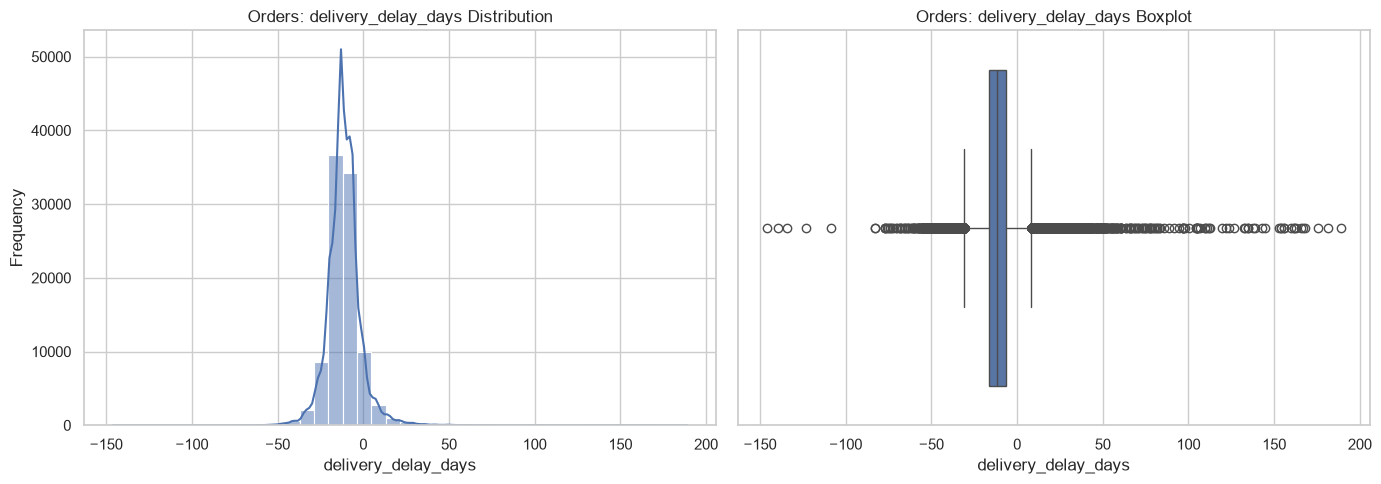 Orders: delivery_delay_days Distribution
50000
40000
30000
20000
10000
0
Frequency
−150 −100 −50 0 50 100 150 200
delivery_delay_days
Orders: delivery_delay_days Boxplot
−150 −100 −50 0 50 100 150 200
delivery_delay_days